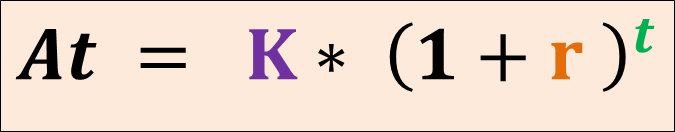 At = K * (1 + r)^t